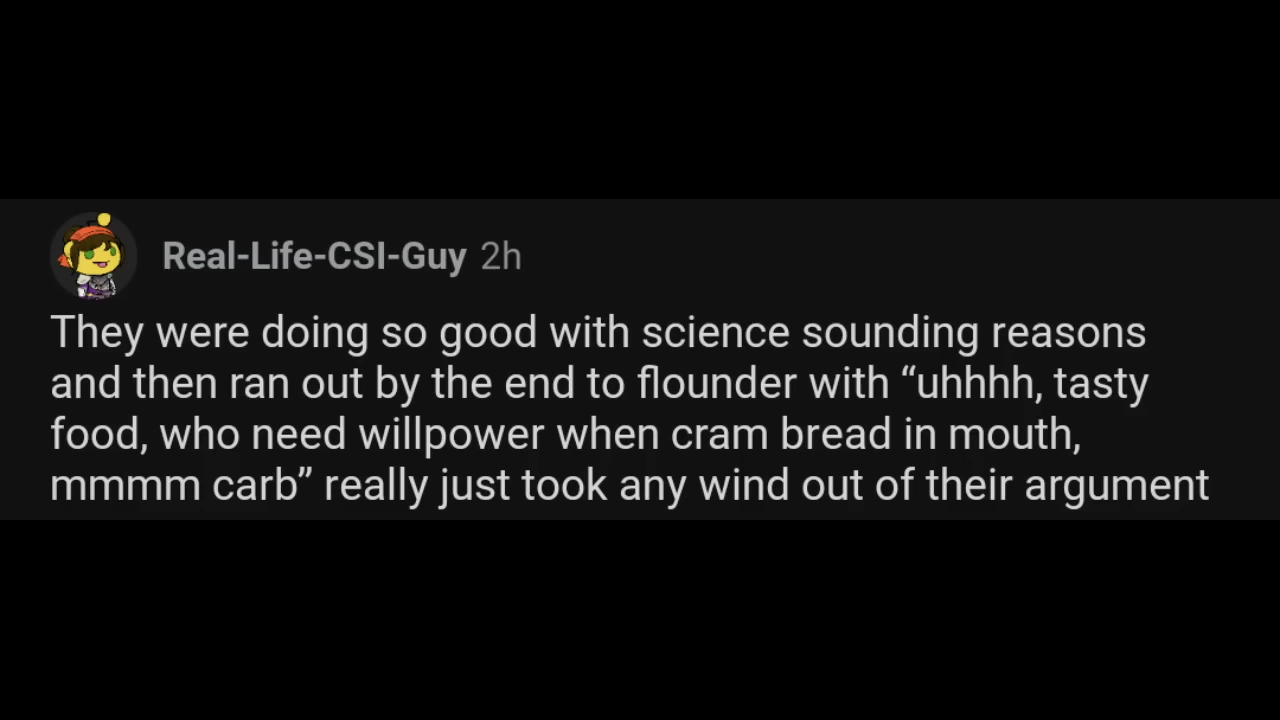 Real-Life-CSI-Guy 2h
They were doing so good with science sounding reasons
and then ran out by the end to flounder with “uhhhh, tasty
food, who need willpower when cram bread in mouth,
mmmm carb” really just took any wind out of their argument